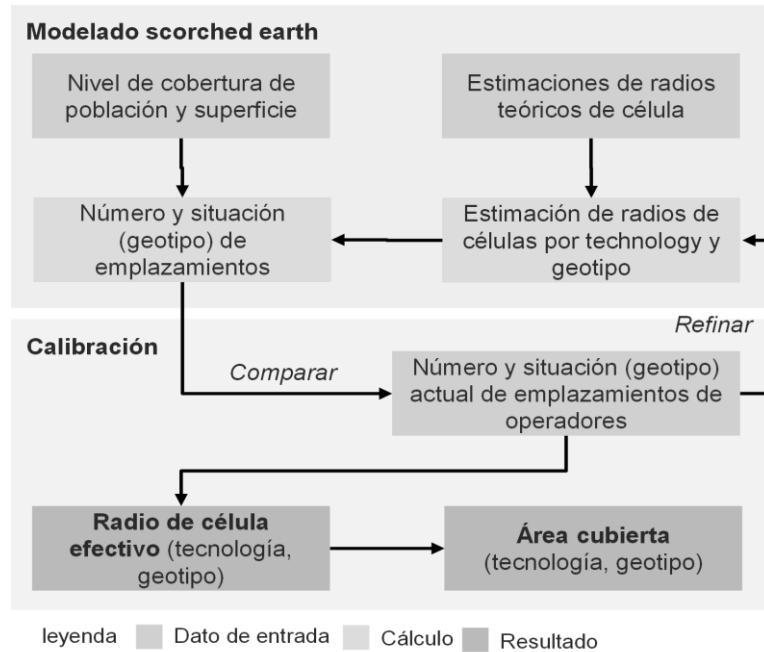 Modelado scorched earth
Nivel de cobertura de
población y superficie
Estimaciones de radios
teóricos de célula
Número y situación
(geotipo) de
emplazamientos
Estimación de radios de
células por technology y
geotipo
Refinar
Calibración
Comparar
Número y situación (geotipo)
actual de emplazamientos de
operadores
Radio de célula
efectivo (tecnología,
geotipo)
Área cubierta
(tecnología, geotipo)
leyenda Dato de entrada Cálculo Resultado